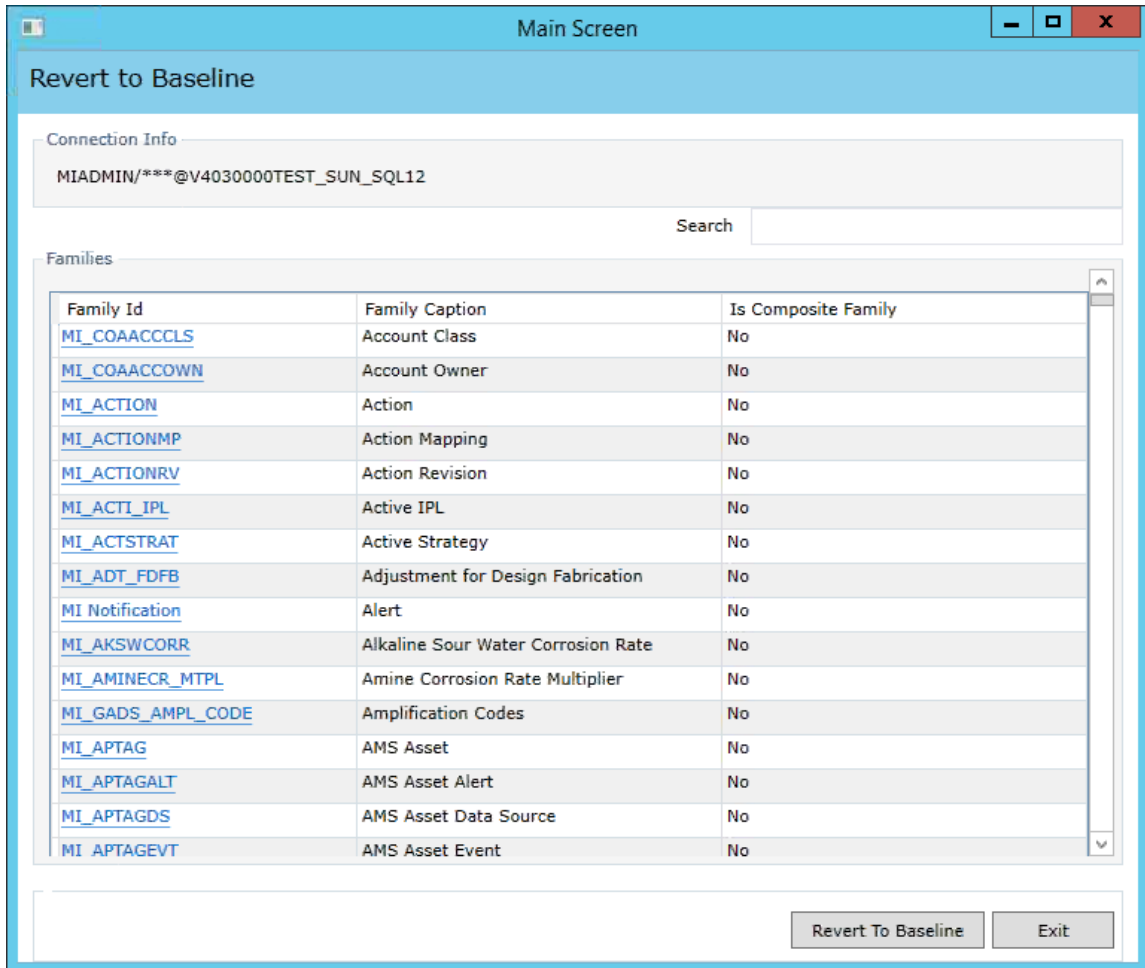 Main Screen
Revert to Baseline
Connection Info
MIADMIN/***@V4030000TEST_SUN_SQL12
Search
Families
Family Id Family Caption Is Composite Family
MI_COAACCCLS Account Class No
MI_COAACCOWN Account Owner No
MI_ACTION Action No
MI_ACTIONMP Action Mapping No
MI_ACTIONRV Action Revision No
MI_ACTI_IPL Active IPL No
MI_ACTSTRAT Active Strategy No
MI_ADT_FDFB Adjustment for Design Fabrication No
MI Notification Alert No
MI_AKSWCORR Alkaline Sour Water Corrosion Rate No
MI_AMINECR_MTPL Amine Corrosion Rate Multiplier No
MI_GADS_AMPL_CODE Amplification Codes No
MI_APTAG AMS Asset No
MI_APTAGALT AMS Asset Alert No
MI_APTAGDS AMS Asset Data Source No
MI_APTAGEVT AMS Asset Event No
Revert To Baseline Exit